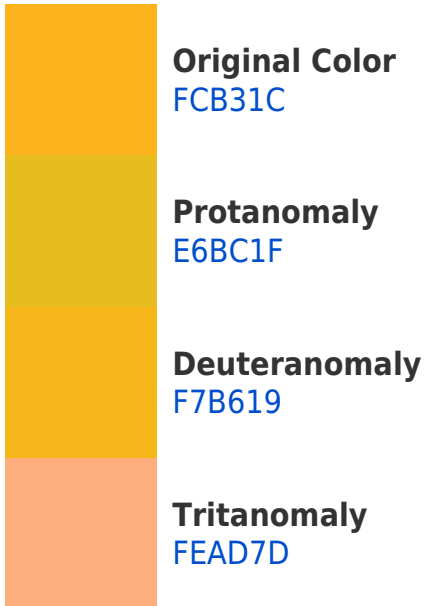 Original Color
FCB31C
Protanomaly
E6BC1F
Deuteranomaly
F7B619
Tritanomaly
FEAD7D